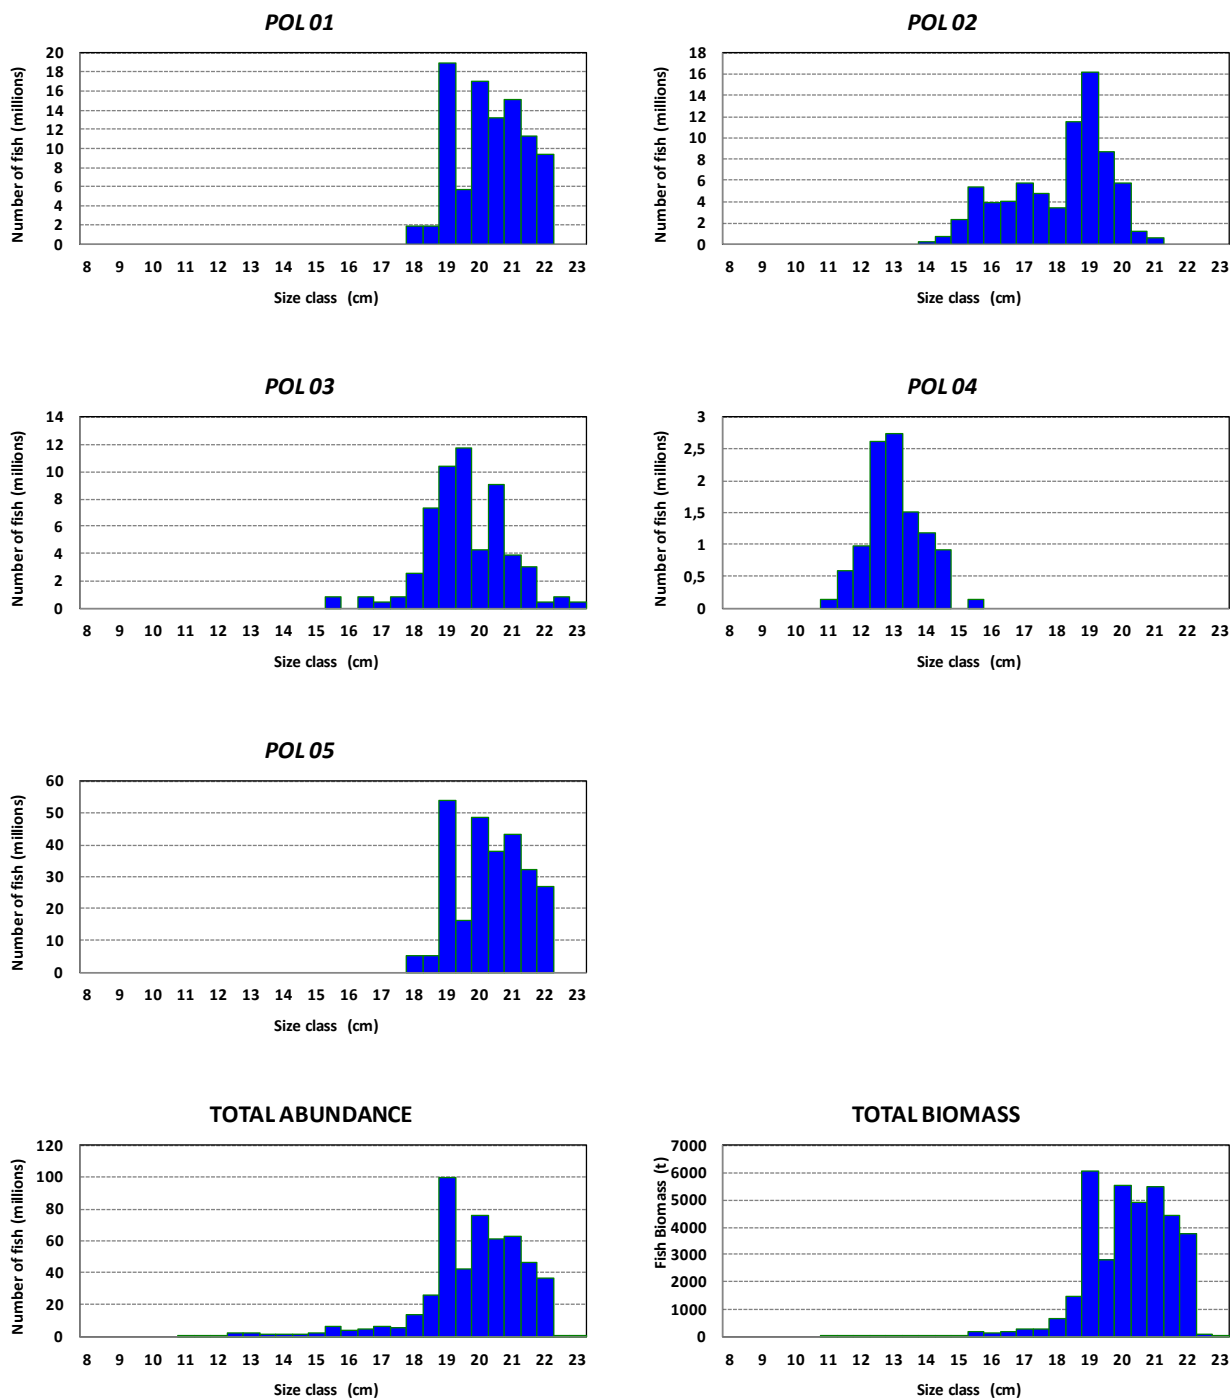 POL 01
Number of fish (millions)
20
18
16
14
12
10
8
6
4
2
0
8 9 10 11 12 13 14 15 16 17 18 19 20 21 22 23
Size class (cm)
POL 02
Number of fish (millions)
18
16
14
12
10
8
6
4
2
0
8 9 10 11 12 13 14 15 16 17 18 19 20 21 22 23
Size class (cm)
POL 03
Number of fish (millions)
14
12
10
8
6
4
2
0
8 9 10 11 12 13 14 15 16 17 18 19 20 21 22 23
Size class (cm)
POL 04
Number of fish (millions)
3
2,5
2
1,5
1
0,5
0
8 9 10 11 12 13 14 15 16 17 18 19 20 21 22 23
Size class (cm)
POL 05
Number of fish (millions)
60
50
40
30
20
10
0
8 9 10 11 12 13 14 15 16 17 18 19 20 21 22 23
Size class (cm)
TOTAL ABUNDANCE
Number of fish (millions)
120
100
80
60
40
20
0
8 9 10 11 12 13 14 15 16 17 18 19 20 21 22 23
Size class (cm)
TOTAL BIOMASS
Fish Biomass (t)
7000
6000
5000
4000
3000
2000
1000
0
8 9 10 11 12 13 14 15 16 17 18 19 20 21 22 23
Size class (cm)